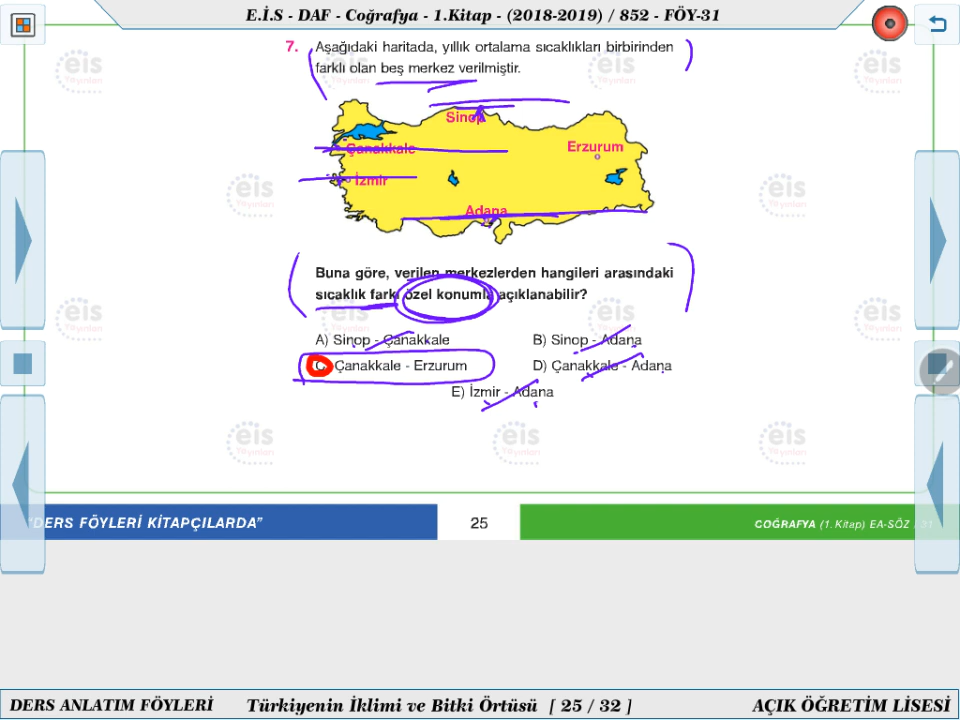 E.İ.S - DAF - Coğrafya - 1.Kitap - (2018-2019) / 852 - FÖY-31
7. Aşağıdaki haritada, yıllık ortalama sıcaklıkları birbirinden
farklı olan beş merkez verilmiştir.
Sinop
Çanakkale
Erzurum
İzmir
Adana
Buna göre, verilen merkezlerden hangileri arasındaki
sıcaklık farkı özel konumla açıklanabilir?
A) Sinop - Çanakkale
B) Sinop - Adana
C) Çanakkale - Erzurum
D) Çanakkale - Adana
E) İzmir - Adana
eis
Yayınları
"DERS FÖYLERİ KİTAPÇILARDA"
25
COĞRAFYA (1. Kitap) EA-SÖZ / 31
DERS ANLATIM FÖYLERİ
Türkiyenin İklimi ve Bitki Örtüsü [ 25 / 32 ]
AÇIK ÖĞRETİM LİSESİ